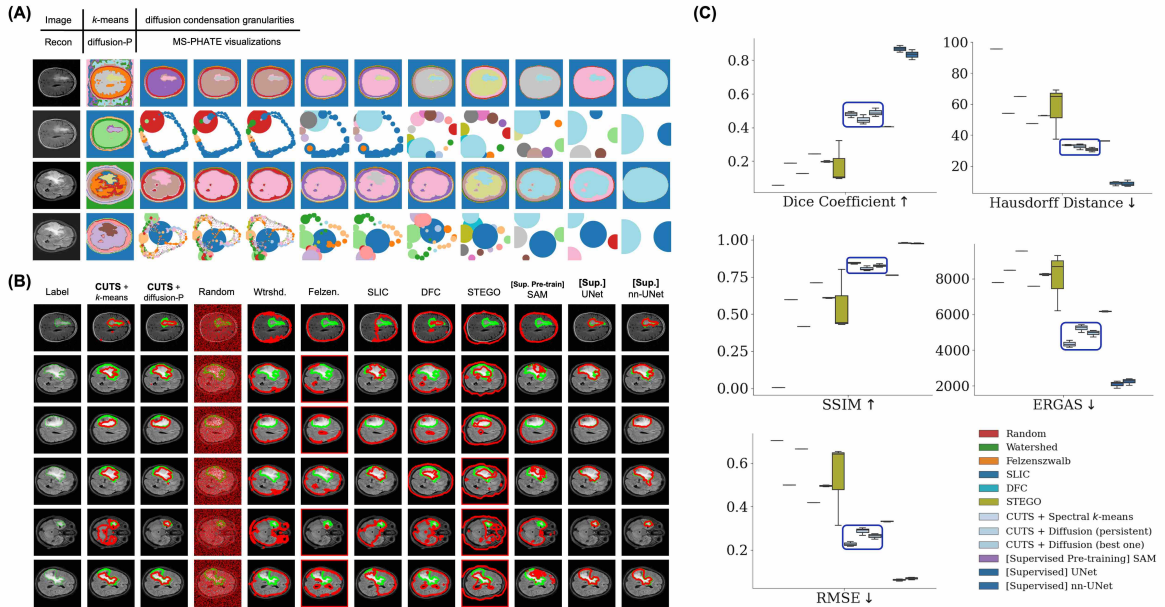 (A)
Image
k-means
diffusion condensation granularities
Recon
diffusion-P
MS-PHATE visualizations
(B)
Label
CUTS +
k-means
CUTS +
diffusion-P
Random
Wtrshd.
Felzen.
SLIC
DFC
STEGO
[Sup. Pre-train]
SAM
[Sup.]
UNet
[Sup.]
nn-UNet
(C)
0.8
0.6
0.4
0.2
Dice Coefficient ↑
100
80
60
40
20
Hausdorff Distance ↓
1.00
0.75
0.50
0.25
0.00
SSIM ↑
8000
6000
4000
2000
ERGAS ↓
0.6
0.4
0.2
RMSE ↓
Random
Watershed
Felzenszwalb
SLIC
DFC
STEGO
CUTS + Spectral k-means
CUTS + Diffusion (persistent)
CUTS + Diffusion (best one)
[Supervised Pre-training] SAM
[Supervised] UNet
[Supervised] nn-UNet